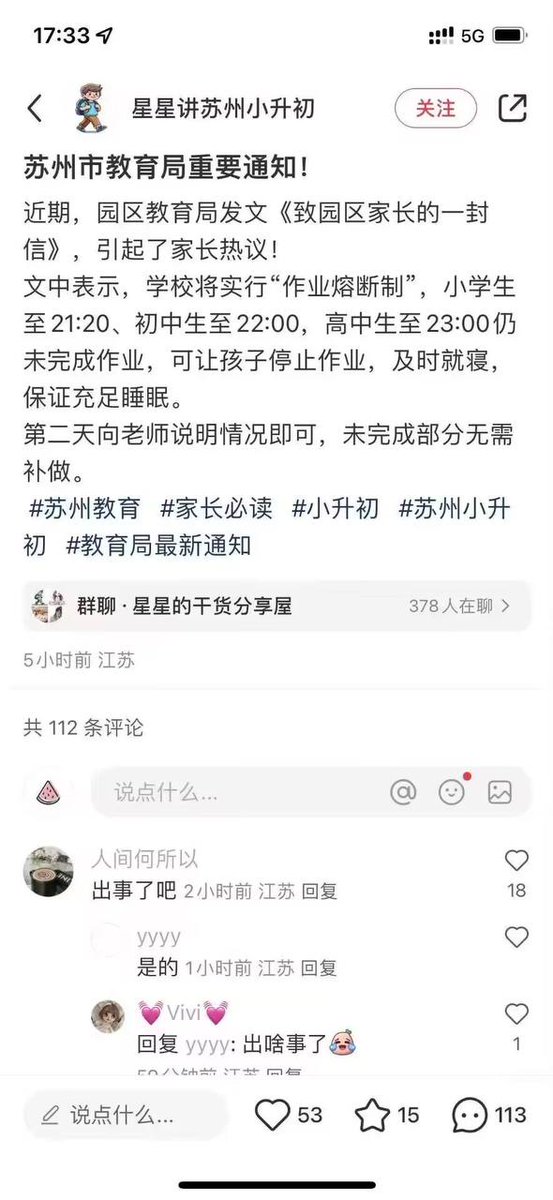 17:33
5G
星星讲苏州小升初
关注
苏州市教育局重要通知!
近期，园区教育局发文《致园区家长的一封
信》，引起了家长热议!
文中表示，学校将实行“作业熔断制”，小学生
至21:20、初中生至22:00，高中生至23:00仍
未完成作业，可让孩子停止作业，及时就寝，
保证充足睡眠。
第二天向老师说明情况即可，未完成部分无需
补做。
#苏州教育 #家长必读 #小升初 #苏州小升
初 #教育局最新通知
群聊 · 星星的干货分享屋
378人在聊
5小时前 江苏
共 112 条评论
说点什么...
人间何所以
出事了吧 2小时前 江苏 回复
18
yyyy
是的 1小时前 江苏 回复
Vivi
回复 yyyy: 出啥事了
1
说点什么...
53
15
113